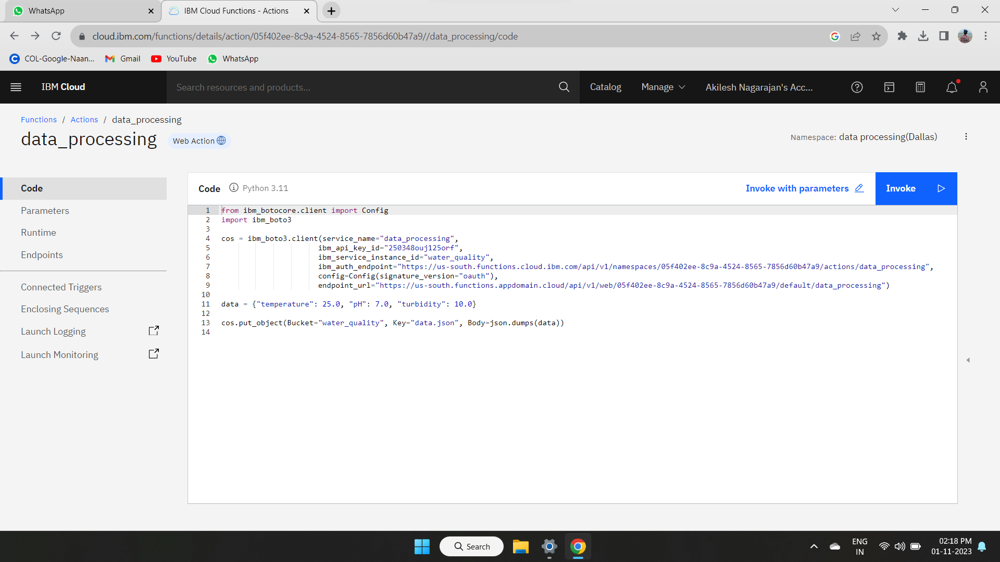 WhatsApp
IBM Cloud Functions - Actions
cloud.ibm.com/functions/details/action/05f402ee-8c9a-4524-8565-7856d60b47a9//data_processing/code
COL-Google-Naan... Gmail YouTube WhatsApp
IBM Cloud Search resources and products... Catalog Manage Akilesh Nagarajan's Acc...
Functions / Actions / data_processing
data_processing Web Action
Namespace: data processing(Dallas)
Code
Parameters
Runtime
Endpoints
Connected Triggers
Enclosing Sequences
Launch Logging
Launch Monitoring
Code Python 3.11 Invoke with parameters Invoke
1 from ibm_botocore.client import Config
2 import ibm_boto3
3
4 cos = ibm_boto3.client(service_name="data_processing",
5 ibm_api_key_id="250348ouj125orf",
6 ibm_service_instance_id="water_quality",
7 ibm_auth_endpoint="https://us-south.functions.cloud.ibm.com/api/v1/namespaces/05f402ee-8c9a-4524-8565-7856d60b47a9/actions/data_processing",
8 config=Config(signature_version="oauth"),
9 endpoint_url="https://us-south.functions.appdomain.cloud/api/v1/web/05f402ee-8c9a-4524-8565-7856d60b47a9/default/data_processing")
10
11 data = {"temperature": 25.0, "pH": 7.0, "turbidity": 10.0}
12
13 cos.put_object(Bucket="water_quality", Key="data.json", Body=json.dumps(data))
14
Search
ENG
IN
02:18 PM
01-11-2023